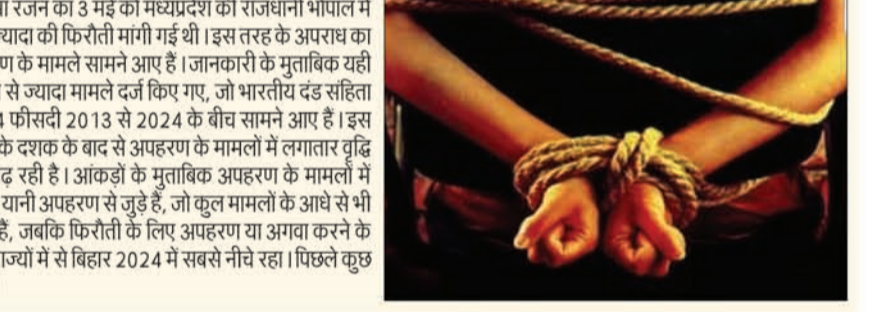 रंजन को 3 मई को मध्यप्रदेश की राजधानी भोपाल में
ज्यादा की फिरौती मांगी गई थी। इस तरह के अपराध का
के मामले सामने आए हैं। जानकारी के मुताबिक यही
से ज्यादा मामले दर्ज किए गए, जो भारतीय दंड संहिता
फीसदी 2013 से 2024 के बीच सामने आए हैं। इस
के दशक के बाद से अपहरण के मामलों में लगातार वृद्धि
रही है। आंकड़ों के मुताबिक अपहरण के मामलों में
यानी अपहरण से जुड़े हैं, जो कुल मामलों के आधे से भी
हैं, जबकि फिरौती के लिए अपहरण या अगवा करने के
राज्यों में से बिहार 2024 में सबसे नीचे रहा। पिछले कुछ